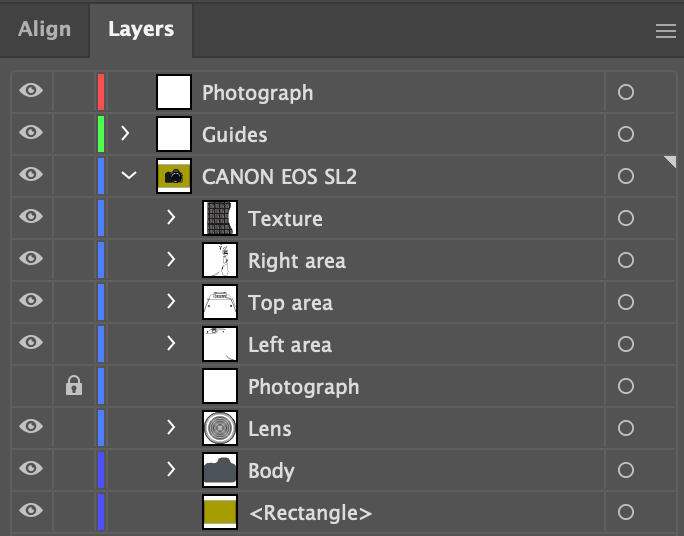 Align Layers
Photograph
Guides
CANON EOS SL2
Texture
Right area
Top area
Left area
Photograph
Lens
Body
<Rectangle>